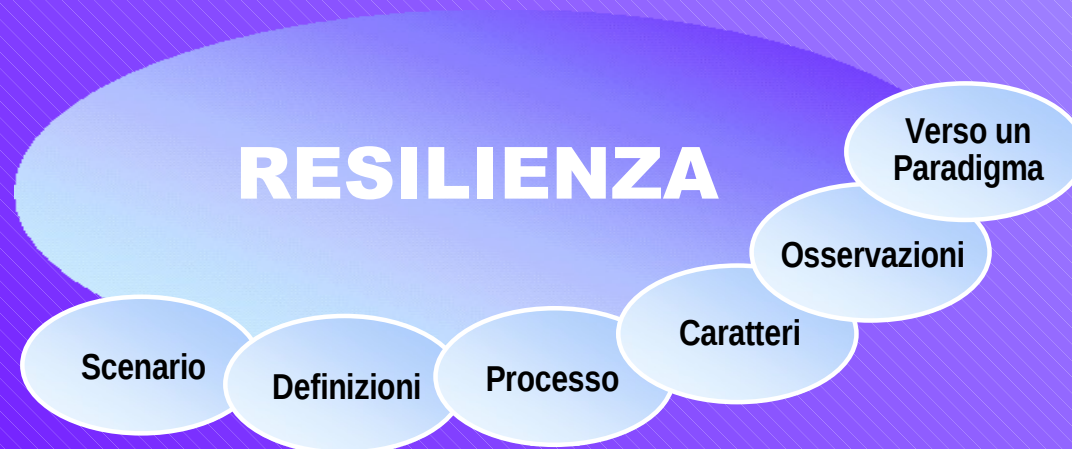 RESILIENZA
Scenario
Definizioni
Processo
Caratteri
Osservazioni
Verso un
Paradigma